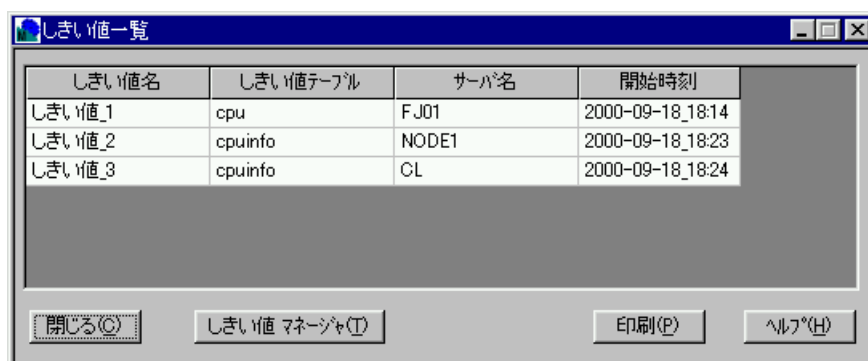 しきい値一覧
しきい値名 しきい値テーブル サーバ名 開始時刻
しきい値_1 cpu FJ01 2000-09-18_18:14
しきい値_2 cpuinfo NODE1 2000-09-18_18:23
しきい値_3 cpuinfo CL 2000-09-18_18:24
閉じる(C) しきい値 マネージャ(T) 印刷(P) ヘルプ(H)